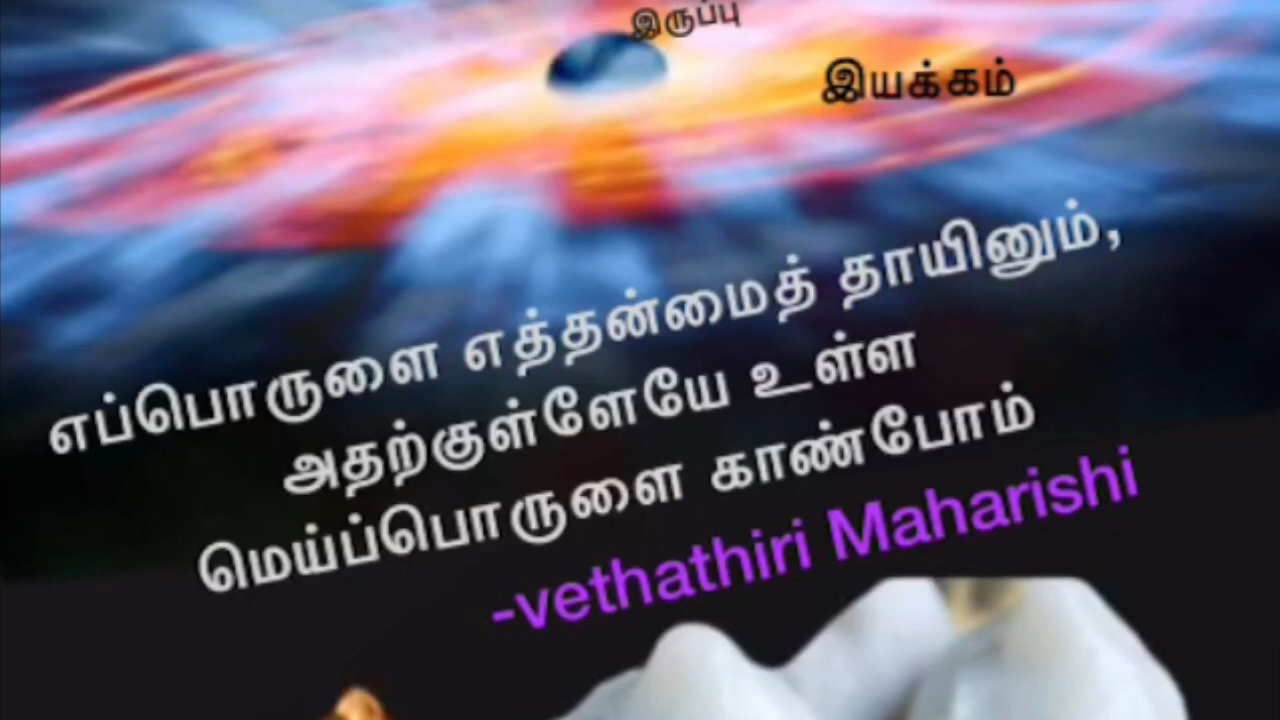 இருப்பு
இயக்கம்
எப்பொருளை எத்தன்மைத் தாயினும்,
அதற்குள்ளேயே உள்ள
மெய்ப்பொருளை காண்போம்
-vethathiri Maharishi